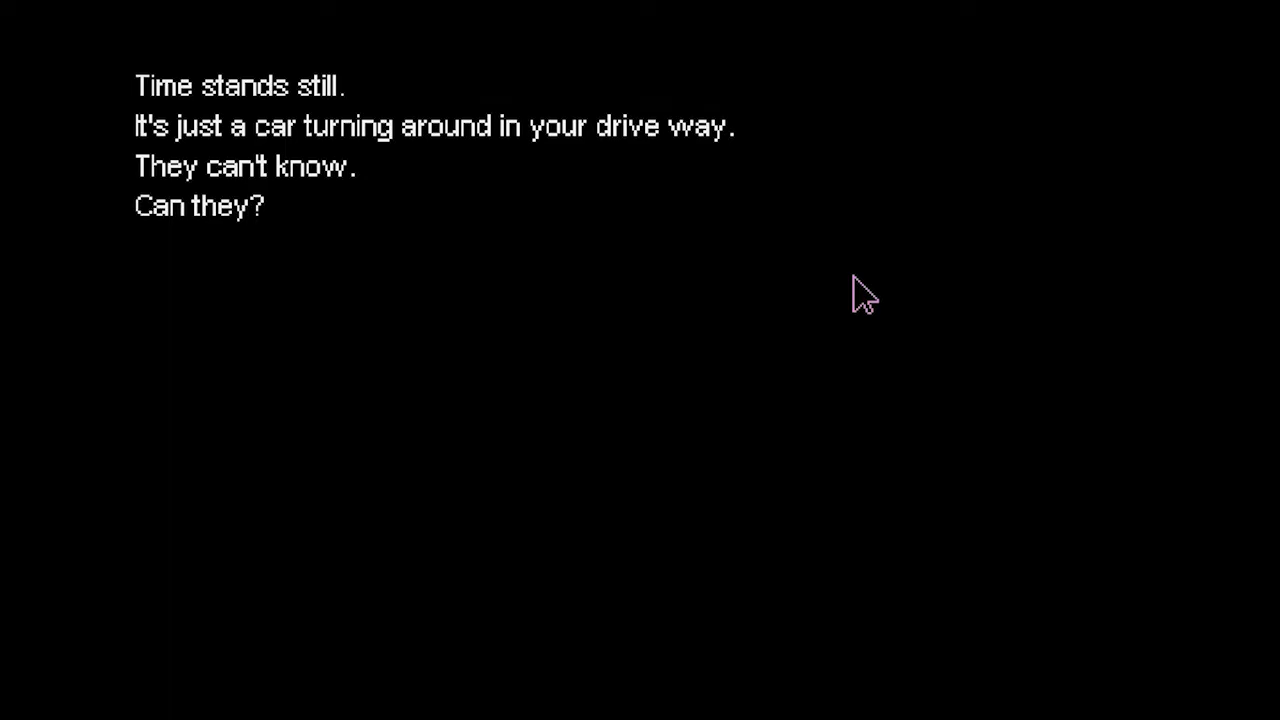 Time stands still.
It's just a car turning around in your drive way.
They can't know.
Can they?